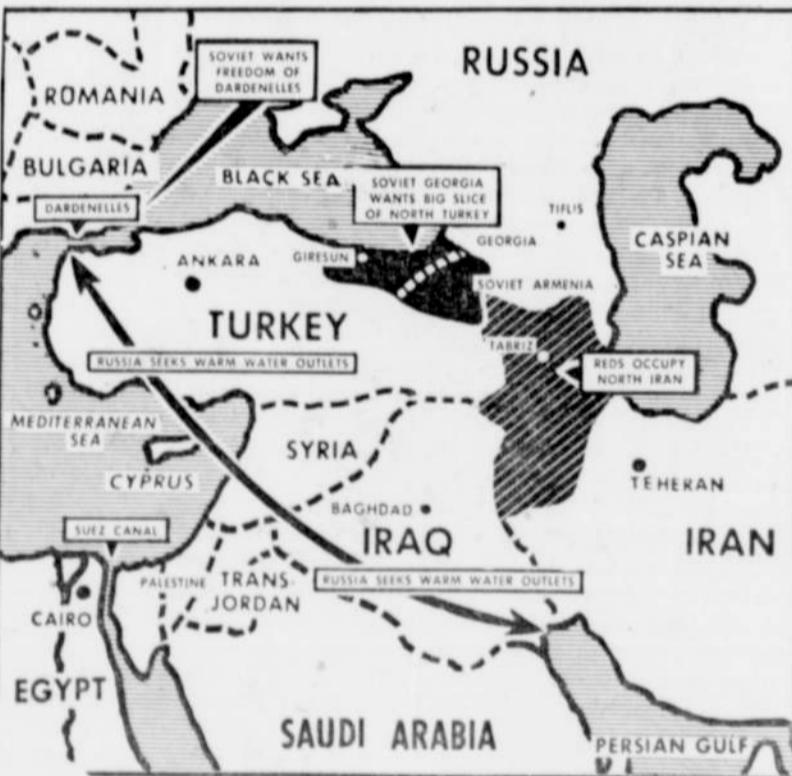 SOVIET WANTS
FREEDOM OF
DARDENELLES
RUSSIA
ROMANIA
BULGARIA
BLACK SEA
SOVIET GEORGIA
WANTS BIG SLICE
OF NORTH TURKEY
DARDENELLES
TIFLIS
GEORGIA
CASPIAN
SEA
ANKARA
GIRESUN
SOVIET ARMENIA
TURKEY
TABRIZ
RUSSIA SEEKS WARM WATER OUTLETS
REDS OCCUPY
NORTH IRAN
MEDITERRANEAN
SEA
SYRIA
CYPRUS
TEHERAN
BAGHDAD
SUEZ CANAL
IRAQ
IRAN
PALESTINE
TRANS-
JORDAN
RUSSIA SEEKS WARM WATER OUTLETS
CAIRO
EGYPT
SAUDI ARABIA
PERSIAN GULF